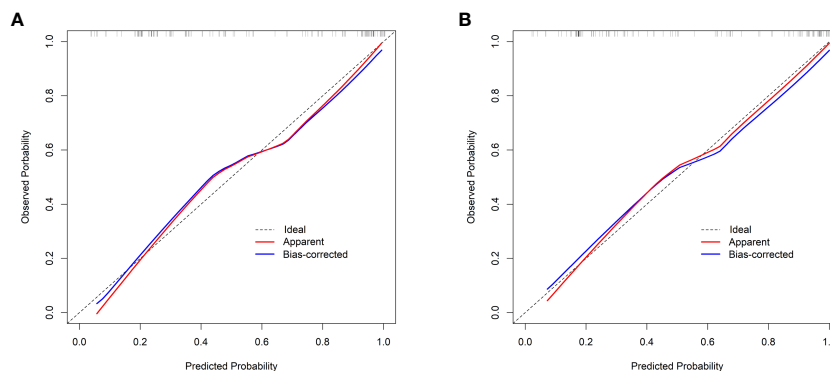 A
1.0
0.8
0.6
0.4
0.2
0.0
Observed Porbability
Ideal
Apparent
Bias-corrected
0.0 0.2 0.4 0.6 0.8 1.0
Predicted Probability
B
1.0
0.8
0.6
0.4
0.2
0.0
Observed Porbability
Ideal
Apparent
Bias-corrected
0.0 0.2 0.4 0.6 0.8
Predicted Probability